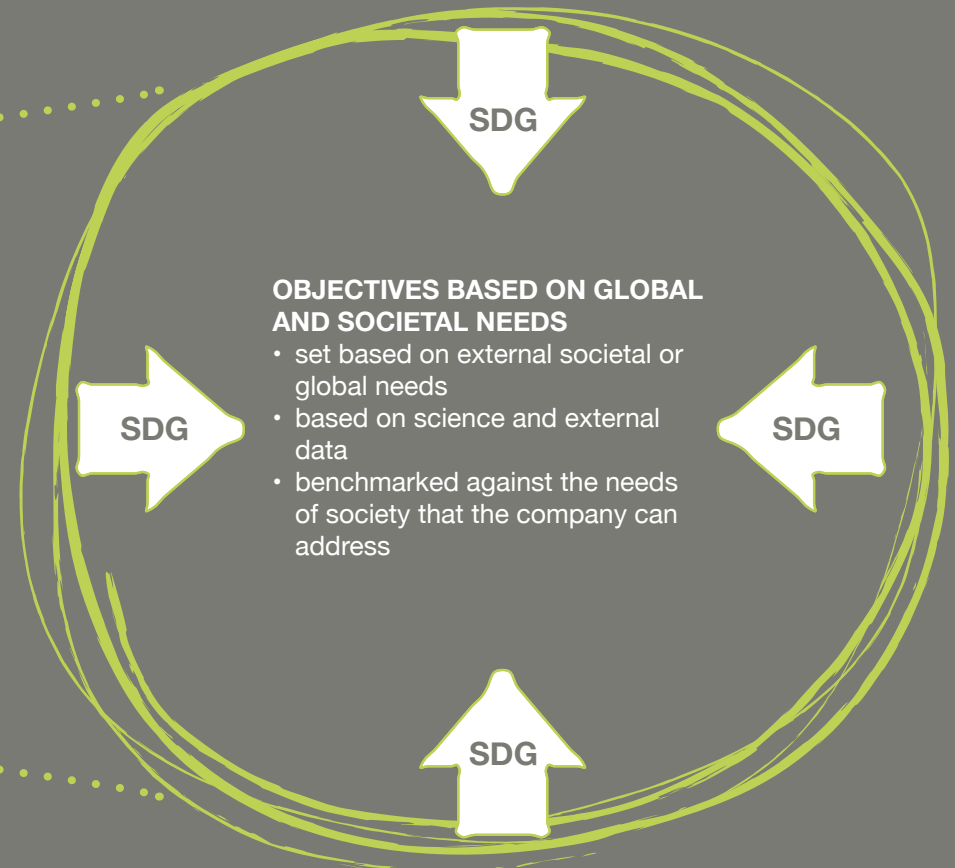 SDG
OBJECTIVES BASED ON GLOBAL
AND SOCIETAL NEEDS
• set based on external societal or
global needs
• based on science and external
data
• benchmarked against the needs
of society that the company can
address
SDG
SDG
SDG